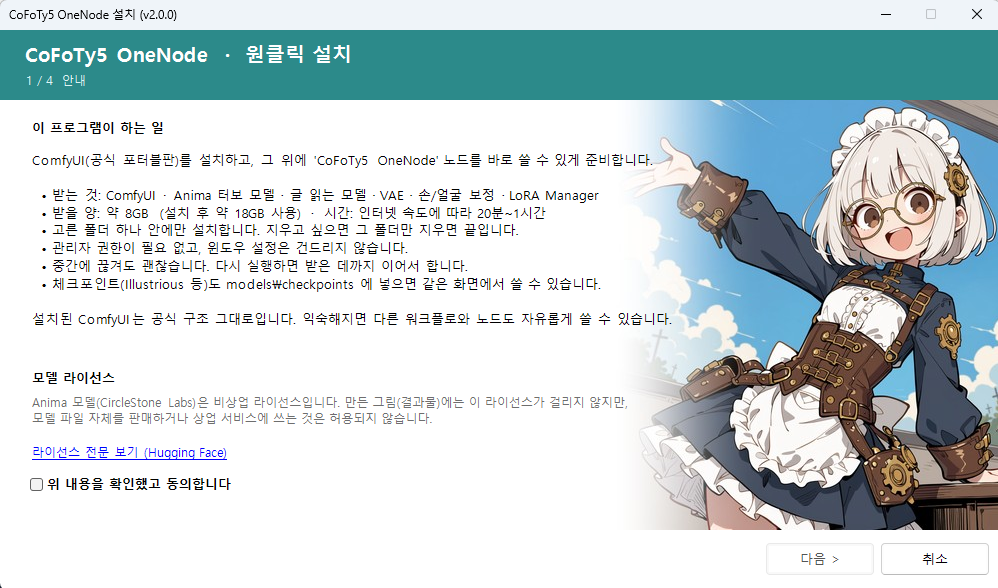 CoFoTy5 OneNode 설치 (v2.0.0)
CoFoTy5 OneNode · 원클릭 설치
1 / 4 안내
이 프로그램이 하는 일
ComfyUI(공식 포터블판)를 설치하고, 그 위에 'CoFoTy5 OneNode' 노드를 바로 쓸 수 있게 준비합니다.
• 받는 것: ComfyUI · Anima 터보 모델 · 글 읽는 모델 · VAE · 손/얼굴 보정 · LoRA Manager
• 받을 양: 약 8GB (설치 후 약 18GB 사용) · 시간: 인터넷 속도에 따라 20분~1시간
• 고른 폴더 하나 안에만 설치합니다. 지우고 싶으면 그 폴더만 지우면 끝입니다.
• 관리자 권한이 필요 없고, 윈도우 설정은 건드리지 않습니다.
• 중간에 끊겨도 괜찮습니다. 다시 실행하면 받은 데까지 이어서 합니다.
• 체크포인트(Illustrious 등)도 models₩checkpoints 에 넣으면 같은 화면에서 쓸 수 있습니다.
설치된 ComfyUI는 공식 구조 그대로입니다. 익숙해지면 다른 워크플로와 노드도 자유롭게 쓸 수 있습니다.
모델 라이선스
Anima 모델(CircleStone Labs)은 비상업 라이선스입니다. 만든 그림(결과물)에는 이 라이선스가 걸리지 않지만,
모델 파일 자체를 판매하거나 상업 서비스에 쓰는 것은 허용되지 않습니다.
라이선스 전문 보기 (Hugging Face)
위 내용을 확인했고 동의합니다
다음 >
취소